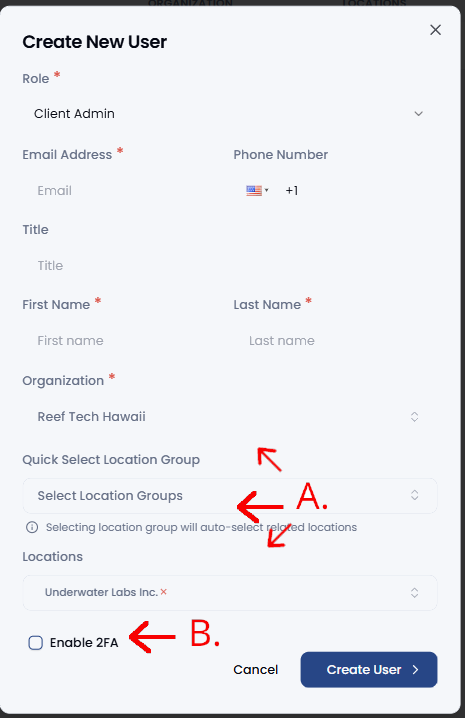 ORGANIZATION LOCATIONS
Create New User
Role *
Client Admin
Email Address * Phone Number
Email +1
Title
Title
First Name * Last Name *
First name Last name
Organization *
Reef Tech Hawaii
Quick Select Location Group
Select Location Groups A.
Selecting location group will auto-select related locations
Locations
Underwater Labs Inc. ×
Enable 2FA B.
Cancel Create User